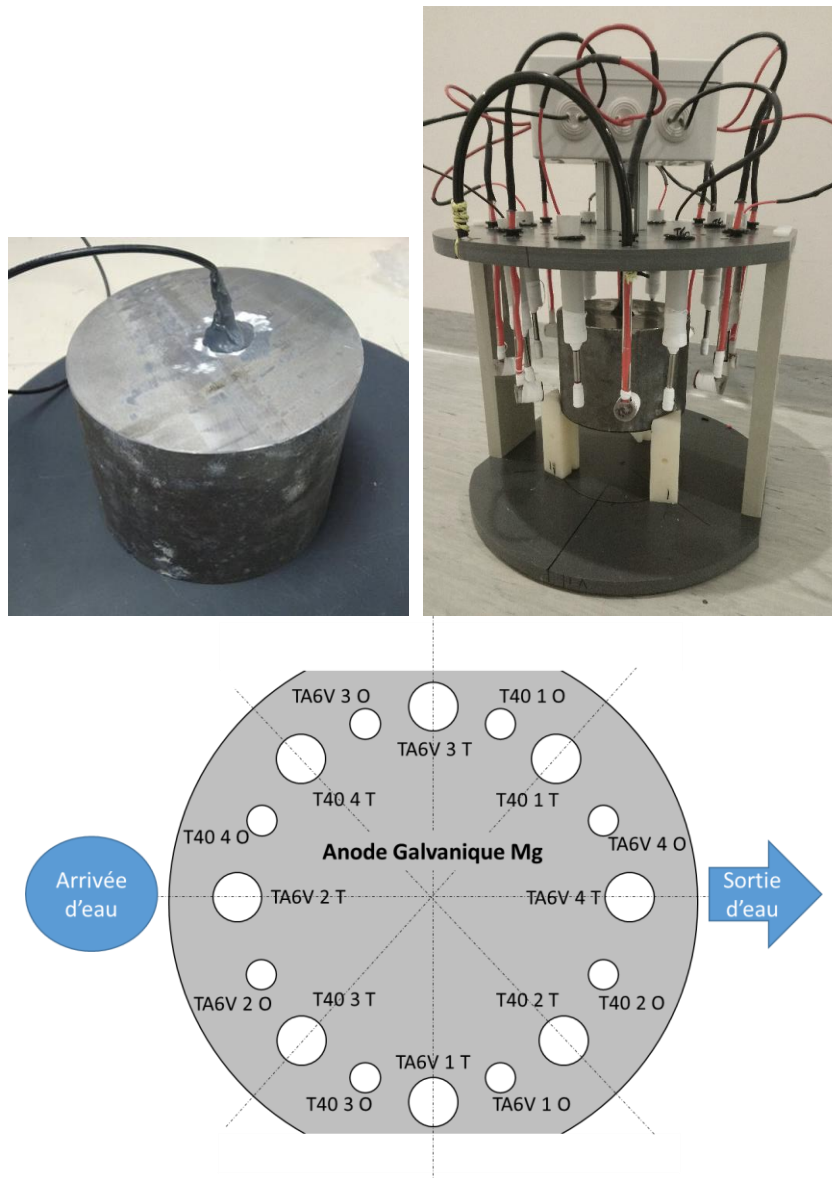 TA6V 3 O
T40 1 O
TA6V 3 T
T40 4 T
T40 1 T
T40 4 O
TA6V 4 O
Anode Galvanique Mg
Arrivée
d'eau
TA6V 2 T
TA6V 4 T
Sortie
d'eau
TA6V 2 O
T40 3 T
T40 2 T
T40 2 O
TA6V 1 T
T40 3 O
TA6V 1 O